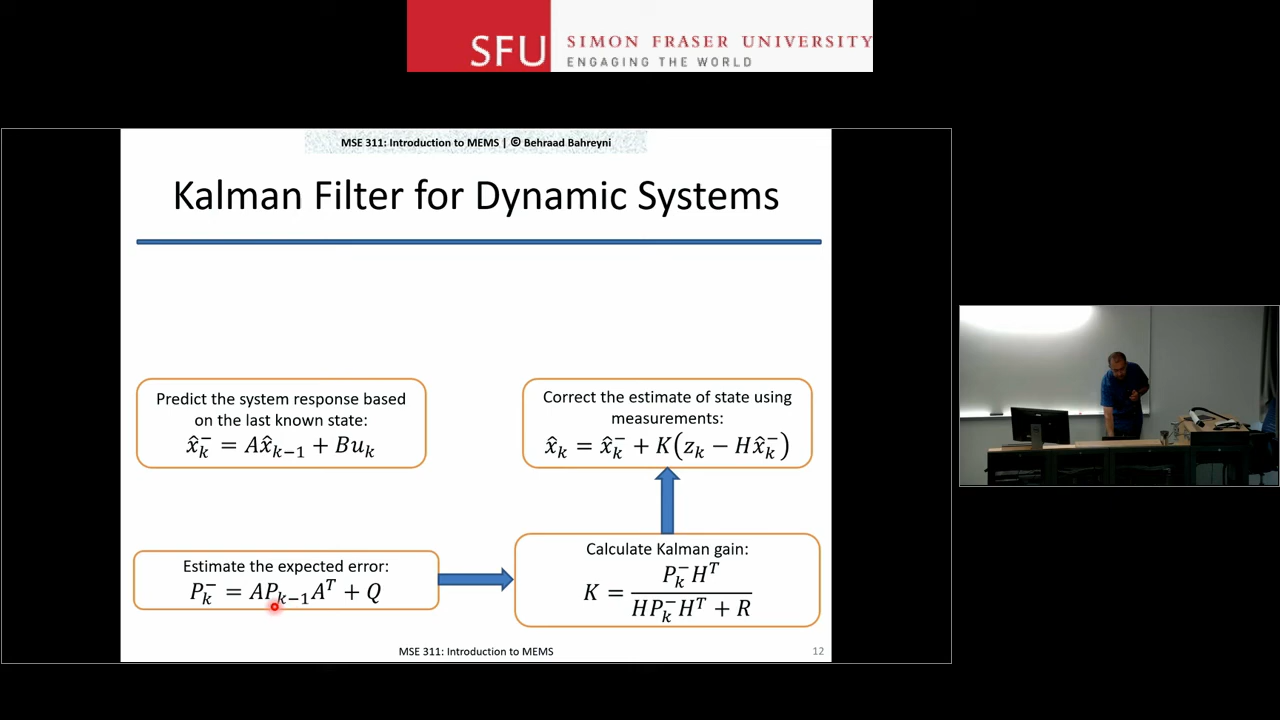 SFU SIMON FRASER UNIVERSITY
ENGAGING THE WORLD
MSE 311: Introduction to MEMS | © Behraad Bahreyni
Kalman Filter for Dynamic Systems
Predict the system response based
on the last known state:
x̂ₖ⁻ = Ax̂ₖ₋₁ + Buₖ
Correct the estimate of state using
measurements:
x̂ₖ = x̂ₖ⁻ + K(zₖ − Hx̂ₖ⁻)
Estimate the expected error:
Pₖ⁻ = APₖ₋₁Aᵀ + Q
Calculate Kalman gain:
K = Pₖ⁻Hᵀ / HPₖ⁻Hᵀ + R
MSE 311: Introduction to MEMS
12